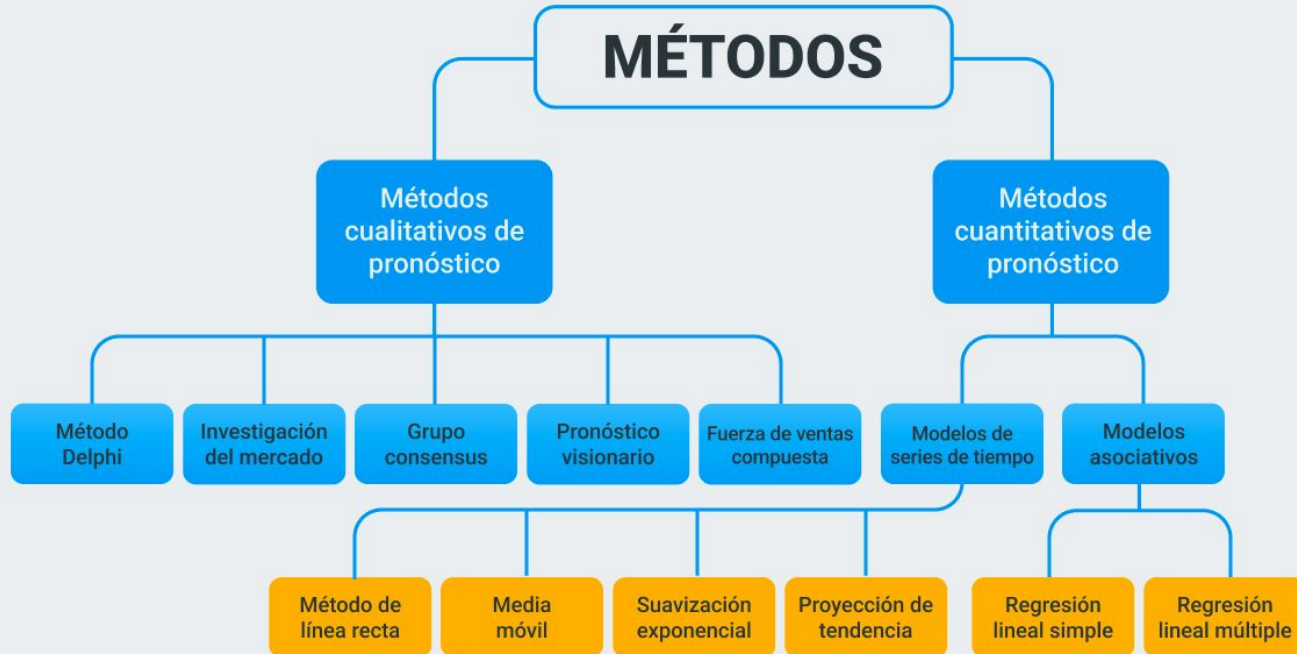 MÉTODOS
Métodos
cualitativos de
pronóstico
Métodos
cuantitativos de
pronóstico
Método
Delphi
Investigación
del mercado
Grupo
consensus
Pronóstico
visionario
Fuerza de ventas
compuesta
Modelos de
series de tiempo
Modelos
asociativos
Método de
línea recta
Media
móvil
Suavización
exponencial
Proyección de
tendencia
Regresión
lineal simple
Regresión
lineal múltiple